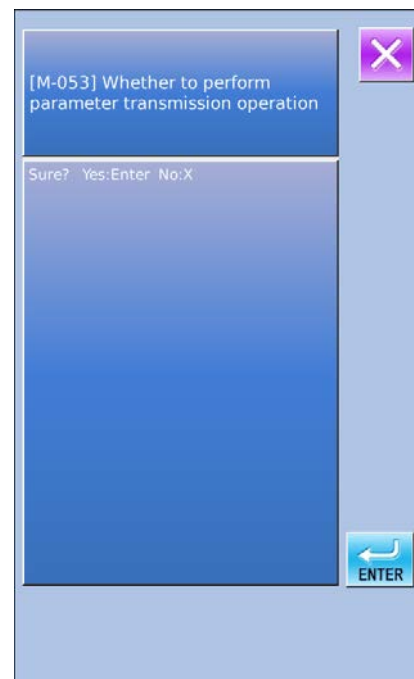 [M-053] Whether to perform
parameter transmission operation
Sure? Yes:Enter No:X
ENTER